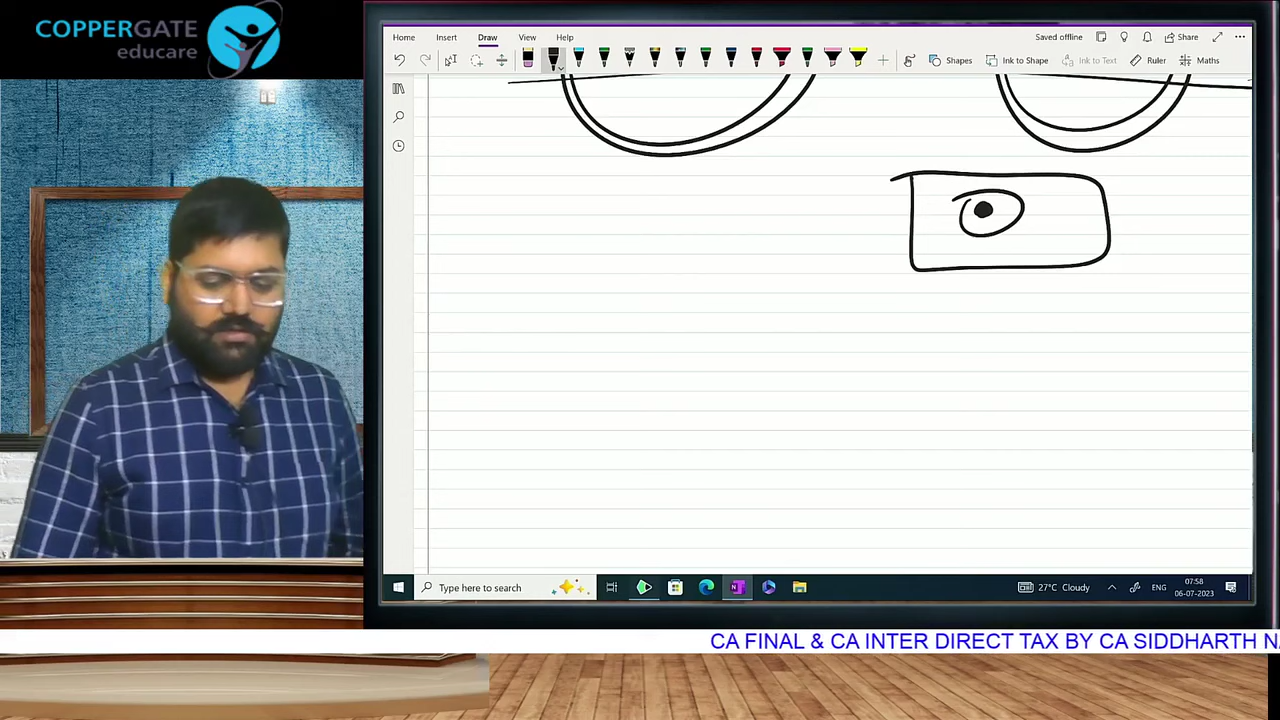 COPPERGATE
educare
Home Insert Draw View Help
Saved offline
Share
Shapes
Ink to Shape
Ink to Text
Ruler
Maths
Type here to search
27°C Cloudy
ENG
07:58
06-07-2023
CA FINAL & CA INTER DIRECT TAX BY CA SIDDHARTH